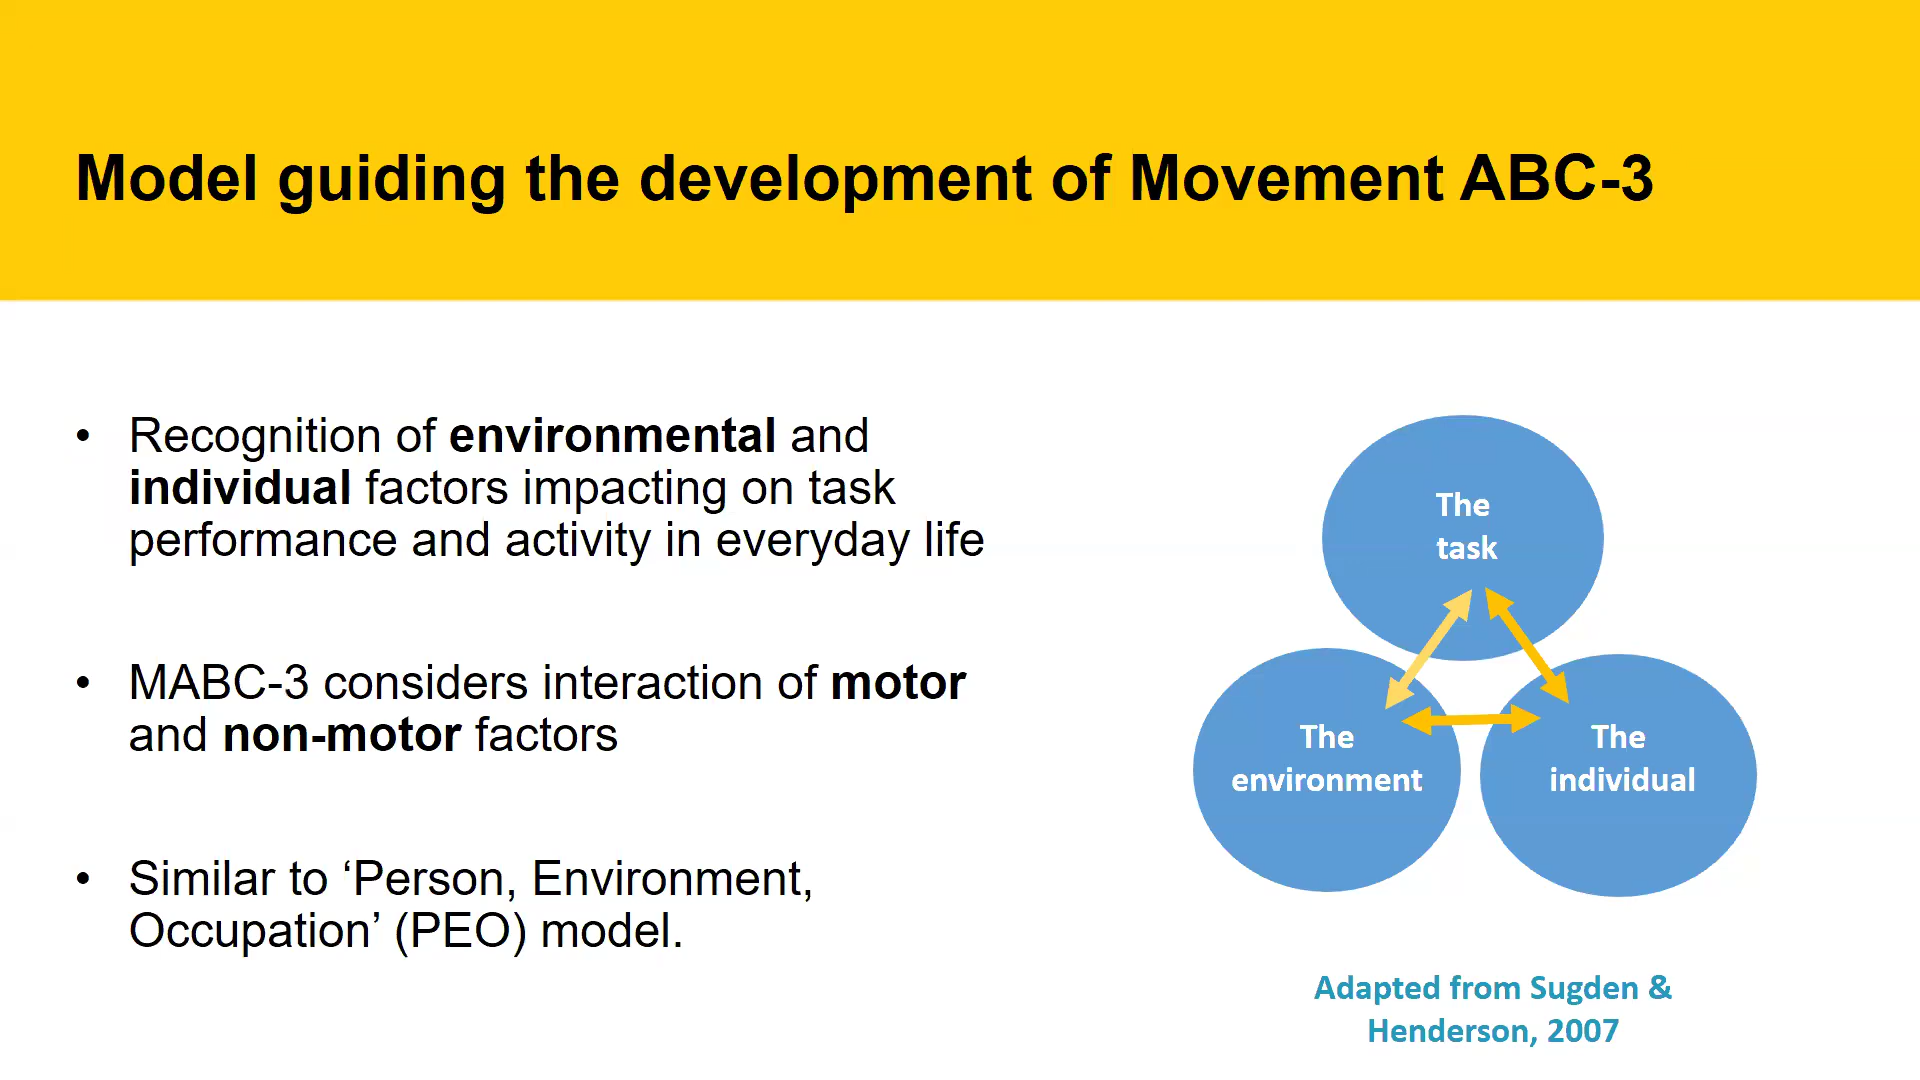 Model guiding the development of Movement ABC-3
• Recognition of environmental and
individual factors impacting on task
performance and activity in everyday life
• MABC-3 considers interaction of motor
and non-motor factors
• Similar to ‘Person, Environment,
Occupation’ (PEO) model.
The
task
The
environment
The
individual
Adapted from Sugden &
Henderson, 2007